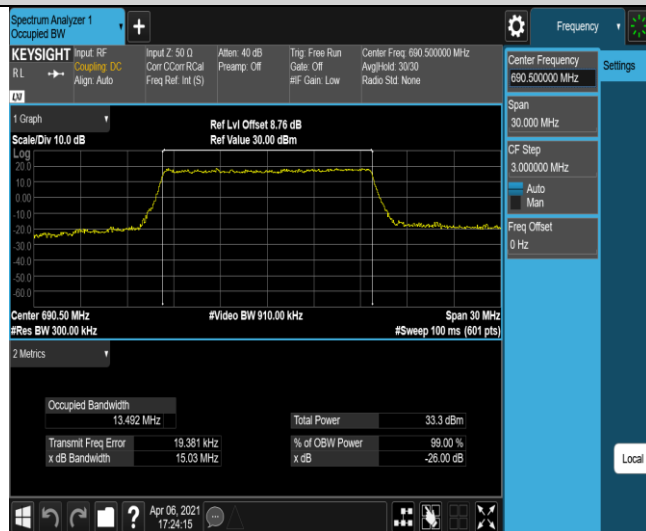 Spectrum Analyzer 1
Occupied BW
+
Frequency
KEYSIGHT
RL
LXI
Input: RF
Coupling: DC
Align: Auto
Input Z: 50 Ω
Corr CCorr RCal
Freq Ref: Int (S)
Atten: 40 dB
Preamp: Off
Trig: Free Run
Gate: Off
#IF Gain: Low
Center Freq: 690.500000 MHz
Avg|Hold: 30/30
Radio Std: None
Center Frequency
690.500000 MHz
Settings
Span
30.000 MHz
CF Step
3.000000 MHz
Auto
Man
Freq Offset
0 Hz
Local
1 Graph
Scale/Div 10.0 dB
Ref Lvl Offset 8.76 dB
Ref Value 30.00 dBm
Log
20.0
10.0
0.00
-10.0
-20.0
-30.0
-40.0
-50.0
-60.0
Center 690.50 MHz
#Res BW 300.00 kHz
#Video BW 910.00 kHz
Span 30 MHz
#Sweep 100 ms (601 pts)
2 Metrics
Occupied Bandwidth
13.492 MHz
Total Power 33.3 dBm
Transmit Freq Error 19.381 kHz
% of OBW Power 99.00 %
x dB Bandwidth 15.03 MHz
x dB -26.00 dB
?
Apr 06, 2021
17:24:15